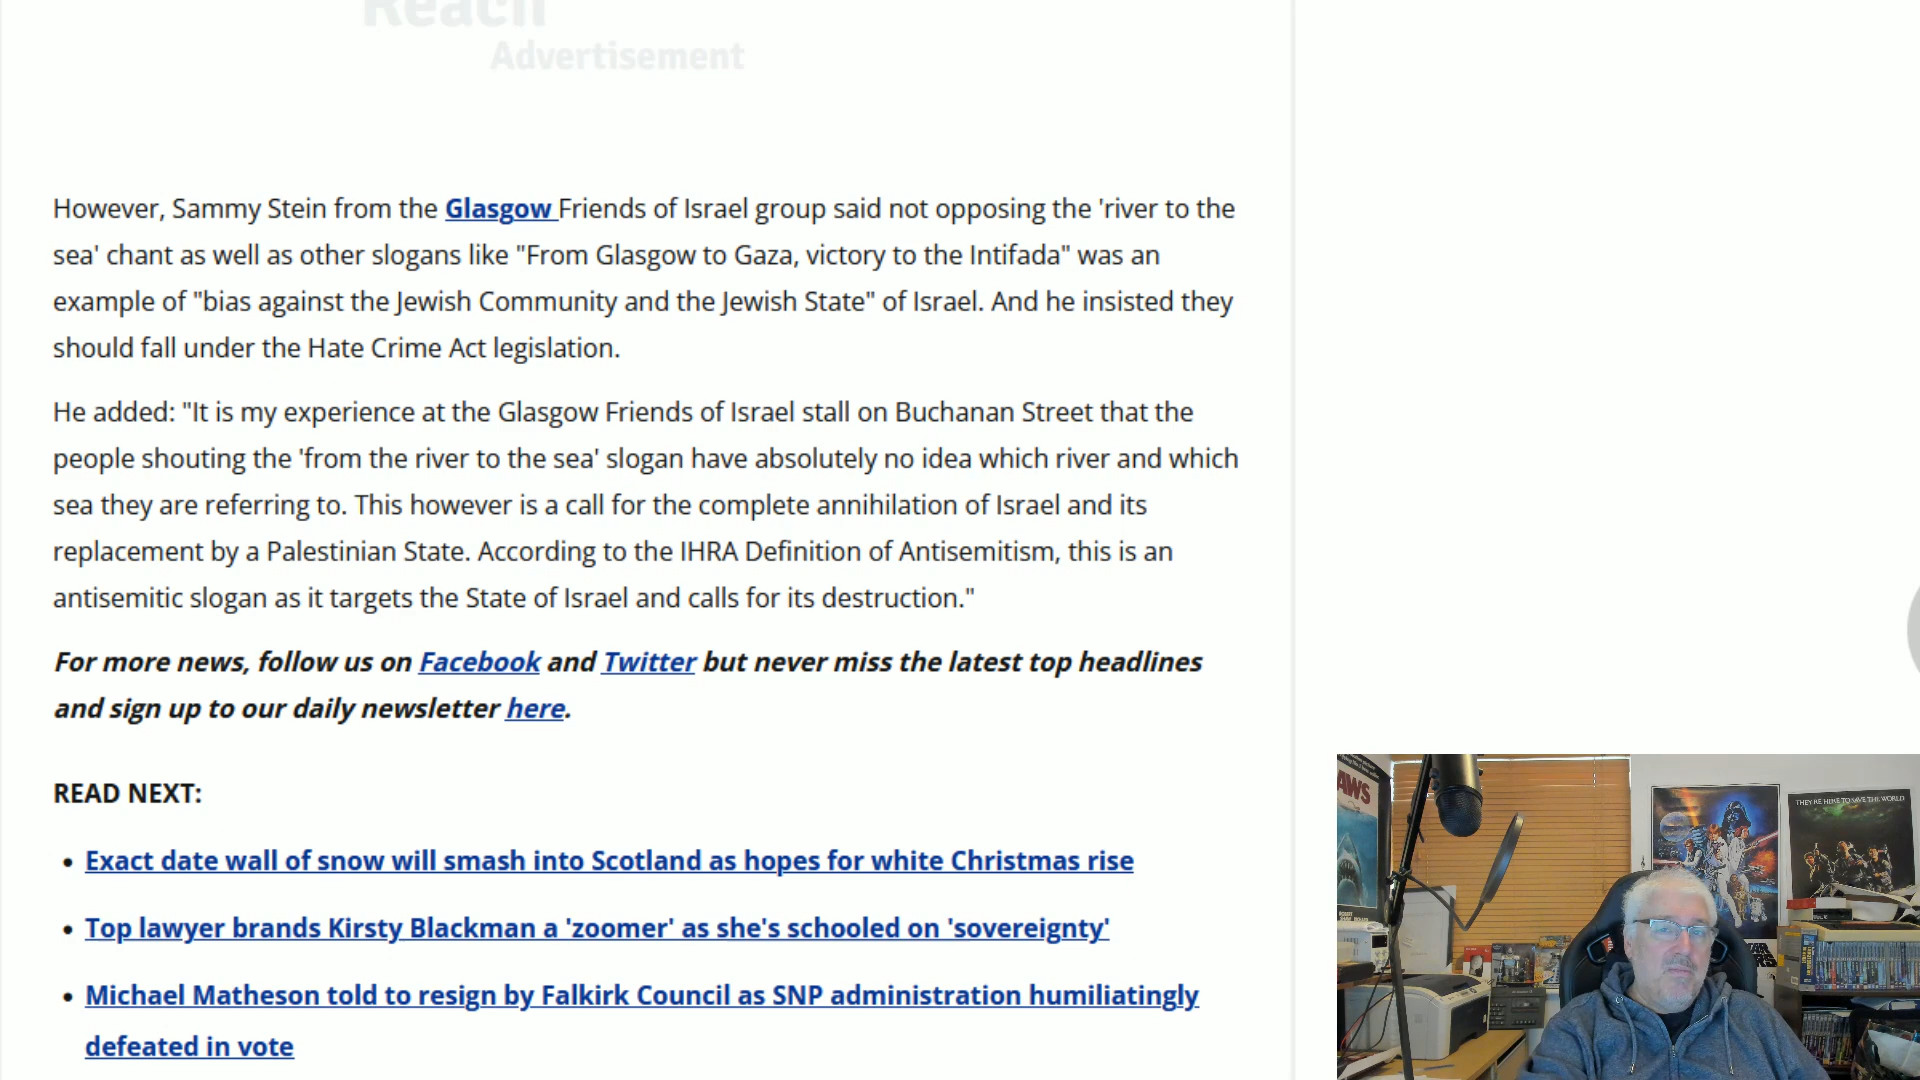 Reach
Advertisement
However, Sammy Stein from the Glasgow Friends of Israel group said not opposing the 'river to the
sea' chant as well as other slogans like "From Glasgow to Gaza, victory to the Intifada" was an
example of "bias against the Jewish Community and the Jewish State" of Israel. And he insisted they
should fall under the Hate Crime Act legislation.
He added: "It is my experience at the Glasgow Friends of Israel stall on Buchanan Street that the
people shouting the 'from the river to the sea' slogan have absolutely no idea which river and which
sea they are referring to. This however is a call for the complete annihilation of Israel and its
replacement by a Palestinian State. According to the IHRA Definition of Antisemitism, this is an
antisemitic slogan as it targets the State of Israel and calls for its destruction."
For more news, follow us on Facebook and Twitter but never miss the latest top headlines
and sign up to our daily newsletter here.
READ NEXT:
• Exact date wall of snow will smash into Scotland as hopes for white Christmas rise
• Top lawyer brands Kirsty Blackman a 'zoomer' as she's schooled on 'sovereignty'
• Michael Matheson told to resign by Falkirk Council as SNP administration humiliatingly
defeated in vote
AWS
THEY'RE HERE TO SAVE THE WORLD